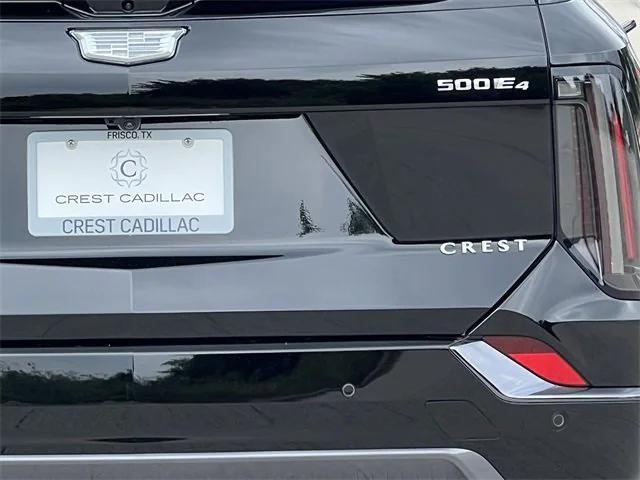 500E4
FRISCO, TX
C
CREST CADILLAC
CREST CADILLAC
CREST